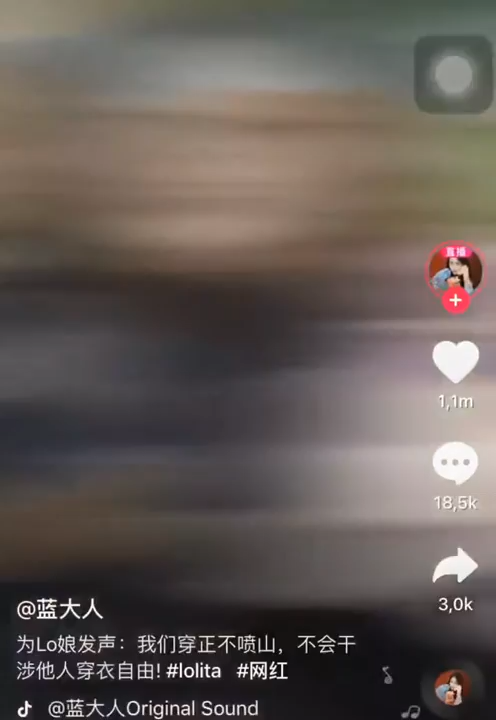 直播
1,1m
18,5k
3,0k
@蓝大人
为Lo娘发声：我们穿正不喷山，不会干
涉他人穿衣自由! #lolita #网红
@蓝大人Original Sound